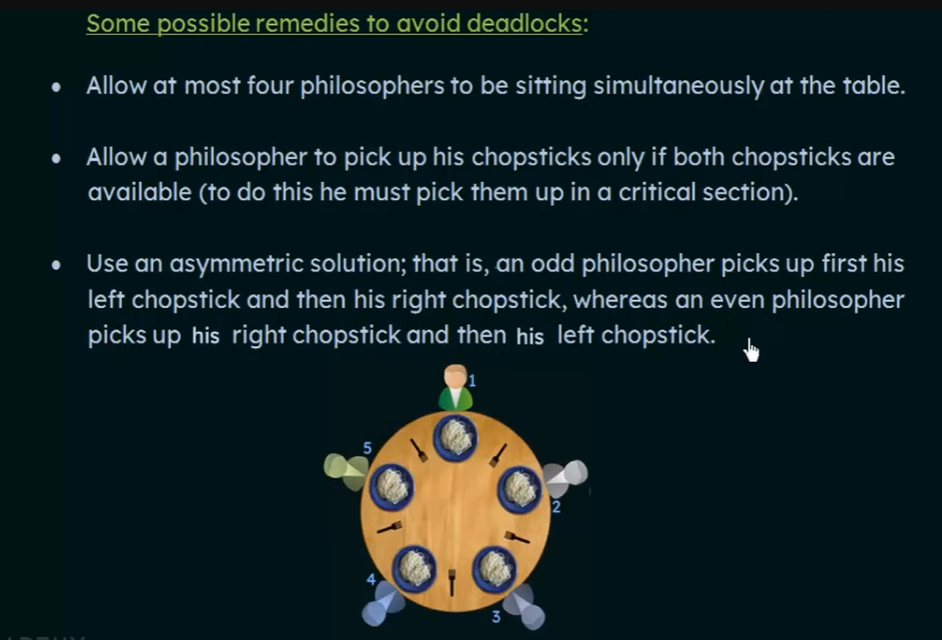 Some possible remedies to avoid deadlocks:
• Allow at most four philosophers to be sitting simultaneously at the table.
• Allow a philosopher to pick up his chopsticks only if both chopsticks are
available (to do this he must pick them up in a critical section).
• Use an asymmetric solution; that is, an odd philosopher picks up first his
left chopstick and then his right chopstick, whereas an even philosopher
picks up his right chopstick and then his left chopstick.
1
5
2
4
3